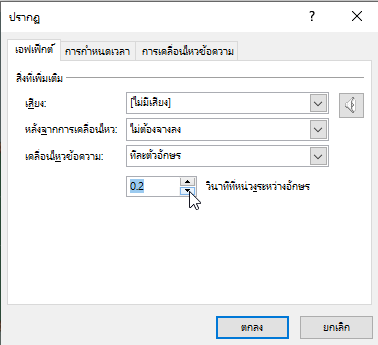 ปรากฏ ?
เอฟเฟ็กต์ การกำหนดเวลา การเคลื่อนไหวข้อความ
สิ่งที่เพิ่มเติม
เสียง: [ไม่มีเสียง]
หลังจากการเคลื่อนไหว: ไม่ต้องจางลง
เคลื่อนไหวข้อความ: ทีละตัวอักษร
0.2 วินาทีที่หน่วงระหว่างอักษร
ตกลง ยกเลิก